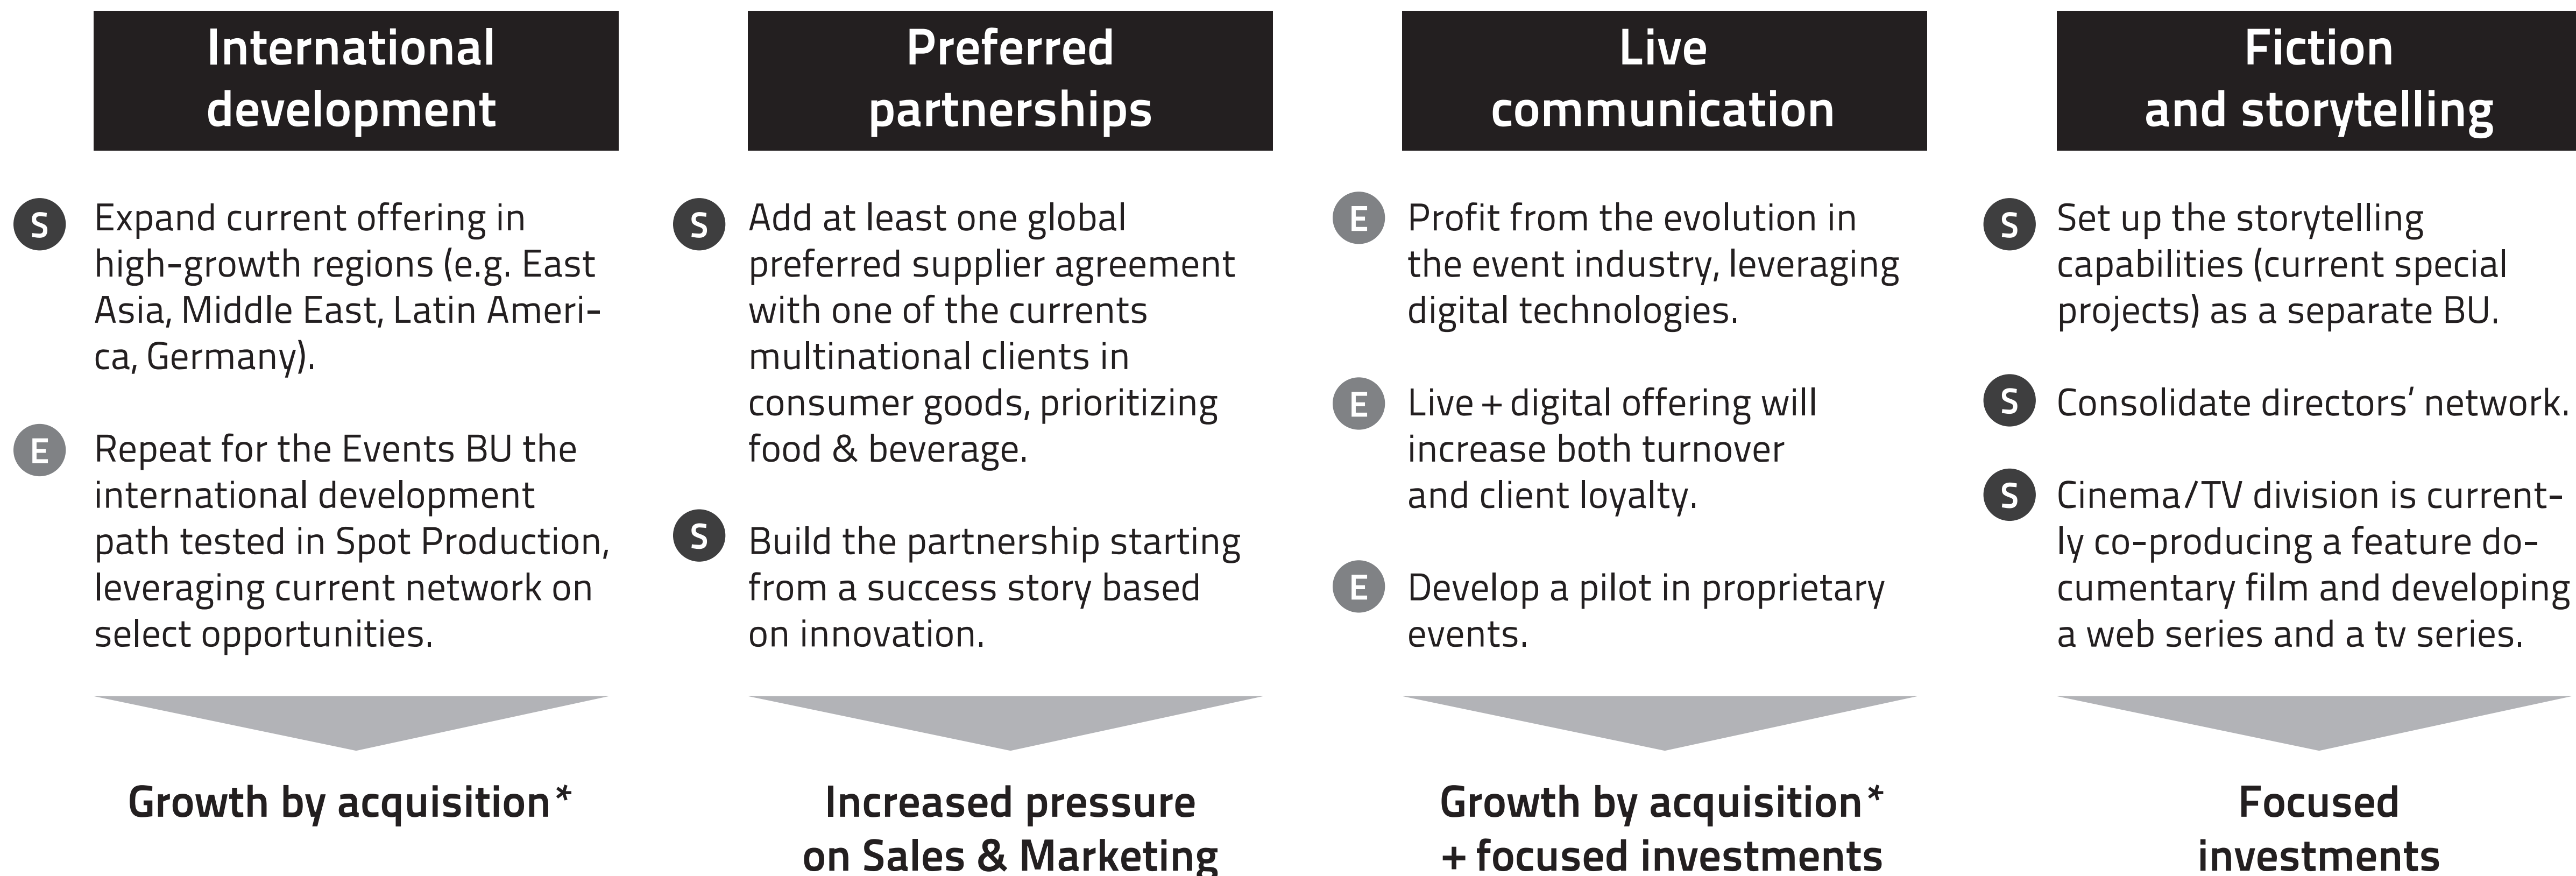 International
development
S
Expand current offering in
high-growth regions (e.g. East
Asia, Middle East, Latin Ameri-
ca, Germany).
E
Repeat for the Events BU the
international development
path tested in Spot Production,
leveraging current network on
select opportunities.
Growth by acquisition*
Preferred
partnerships
S
Add at least one global
preferred supplier agreement
with one of the currents
multinational clients in
consumer goods, prioritizing
food & beverage.
S
Build the partnership starting
from a success story based
on innovation.
Increased pressure
on Sales & Marketing
Live
communication
E
Profit from the evolution in
the event industry, leveraging
digital technologies.
E
Live + digital offering will
increase both turnover
and client loyalty.
E
Develop a pilot in proprietary
events.
Growth by acquisition*
+ focused investments
Fiction
and storytelling
S
Set up the storytelling
capabilities (current special
projects) as a separate BU.
S
Consolidate directors’ network.
S
Cinema/TV division is current-
ly co-producing a feature do-
cumentary film and developing
a web series and a tv series.
Focused
investments